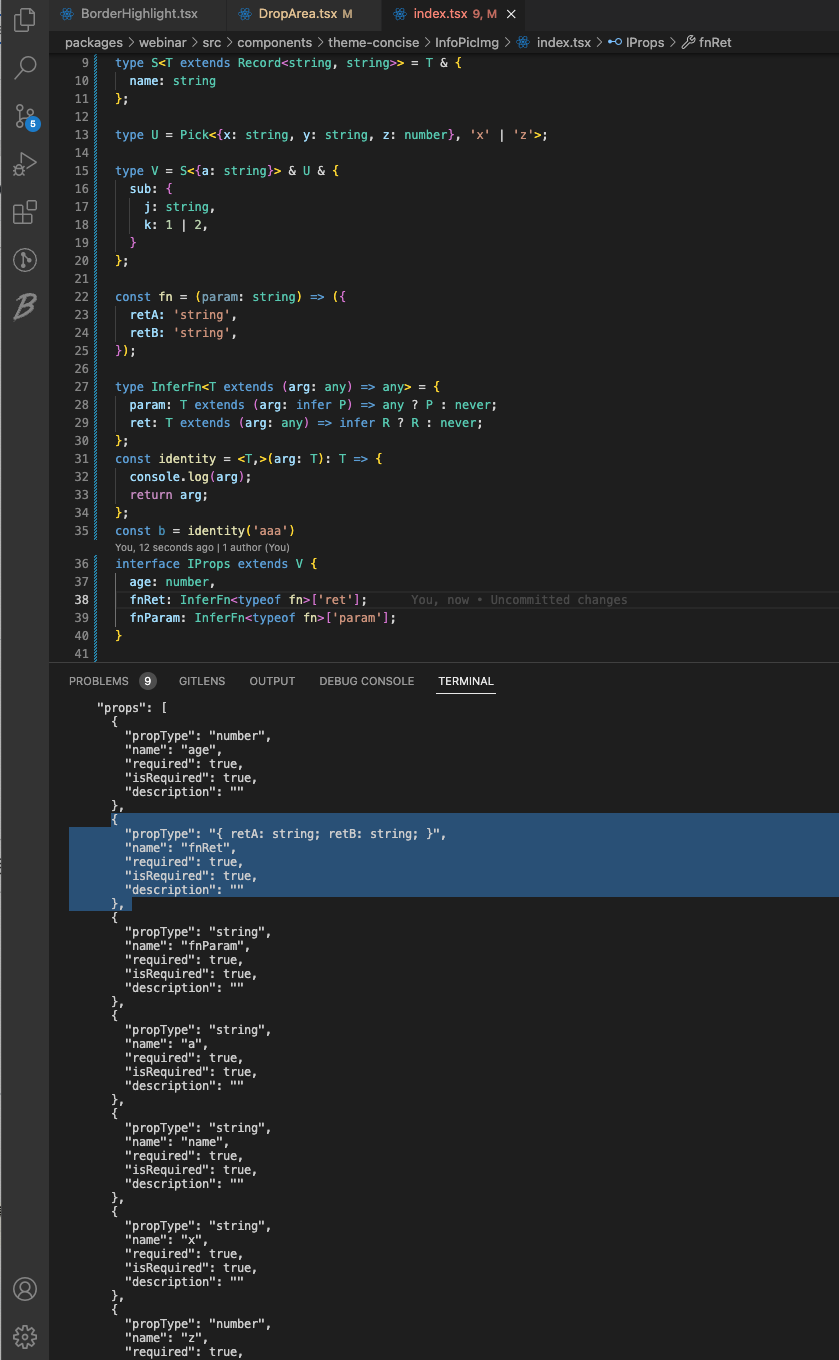 BorderHighlight.tsx
DropArea.tsx M
index.tsx 9, M
packages > webinar > src > components > theme-concise > InfoPicImg > index.tsx > IProps > fnRet
5
9 type S<T extends Record<string, string>> = T & {
10 name: string
11 };
12
13 type U = Pick<{x: string, y: string, z: number}, 'x' | 'z'>;
14
15 type V = S<{a: string}> & U & {
16 sub: {
17 j: string,
18 k: 1 | 2,
19 }
20 };
21
22 const fn = (param: string) => ({
23 retA: 'string',
24 retB: 'string',
25 });
26
27 type InferFn<T extends (arg: any) => any> = {
28 param: T extends (arg: infer P) => any ? P : never;
29 ret: T extends (arg: any) => infer R ? R : never;
30 };
31 const identity = <T,>(arg: T): T => {
32 console.log(arg);
33 return arg;
34 };
35 const b = identity('aaa')
You, 12 seconds ago | 1 author (You)
36 interface IProps extends V {
37 age: number,
38 fnRet: InferFn<typeof fn>['ret']; You, now • Uncommitted changes
39 fnParam: InferFn<typeof fn>['param'];
40 }
41
PROBLEMS 9 GITLENS OUTPUT DEBUG CONSOLE TERMINAL
"props": [
{
"propType": "number",
"name": "age",
"required": true,
"isRequired": true,
"description": ""
},
{
"propType": "{ retA: string; retB: string; }",
"name": "fnRet",
"required": true,
"isRequired": true,
"description": ""
},
{
"propType": "string",
"name": "fnParam",
"required": true,
"isRequired": true,
"description": ""
},
{
"propType": "string",
"name": "a",
"required": true,
"isRequired": true,
"description": ""
},
{
"propType": "string",
"name": "name",
"required": true,
"isRequired": true,
"description": ""
},
{
"propType": "string",
"name": "x",
"required": true,
"isRequired": true,
"description": ""
},
{
"propType": "number",
"name": "z",
"required": true,